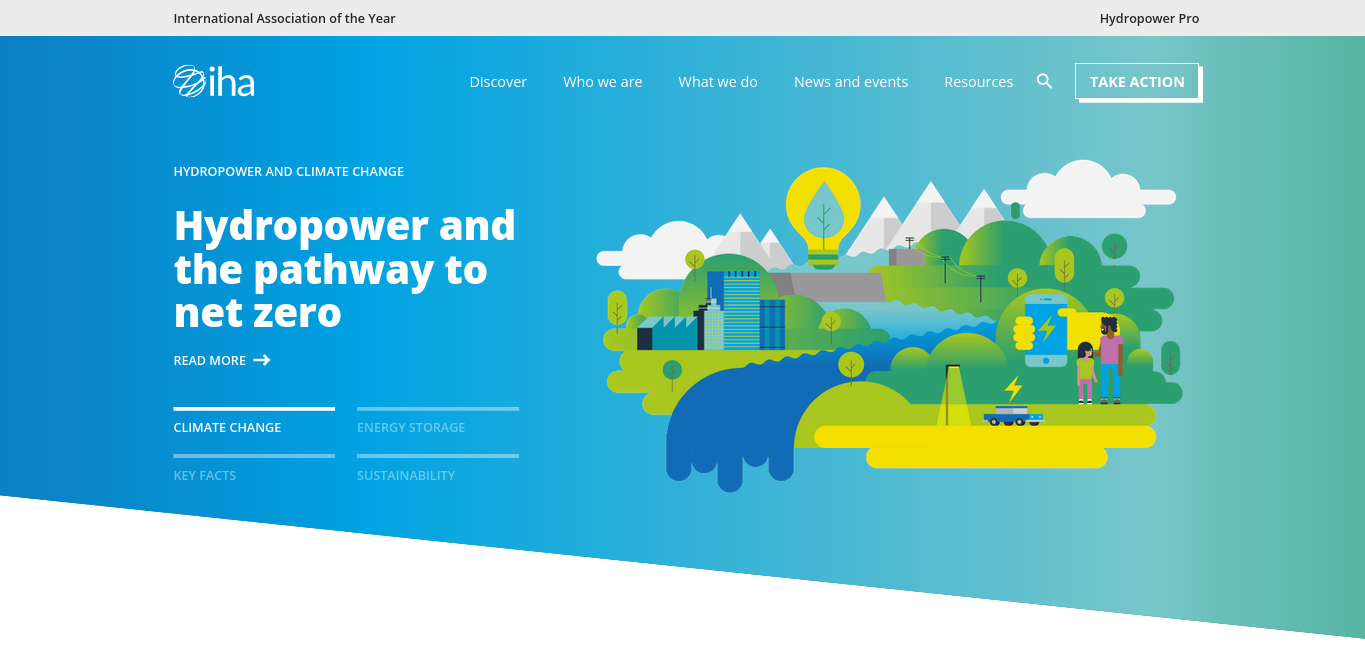 International Association of the Year
Hydropower Pro
iha
Discover
Who we are
What we do
News and events
Resources
TAKE ACTION
HYDROPOWER AND CLIMATE CHANGE
Hydropower and
the pathway to
net zero
READ MORE
CLIMATE CHANGE
ENERGY STORAGE
KEY FACTS
SUSTAINABILITY